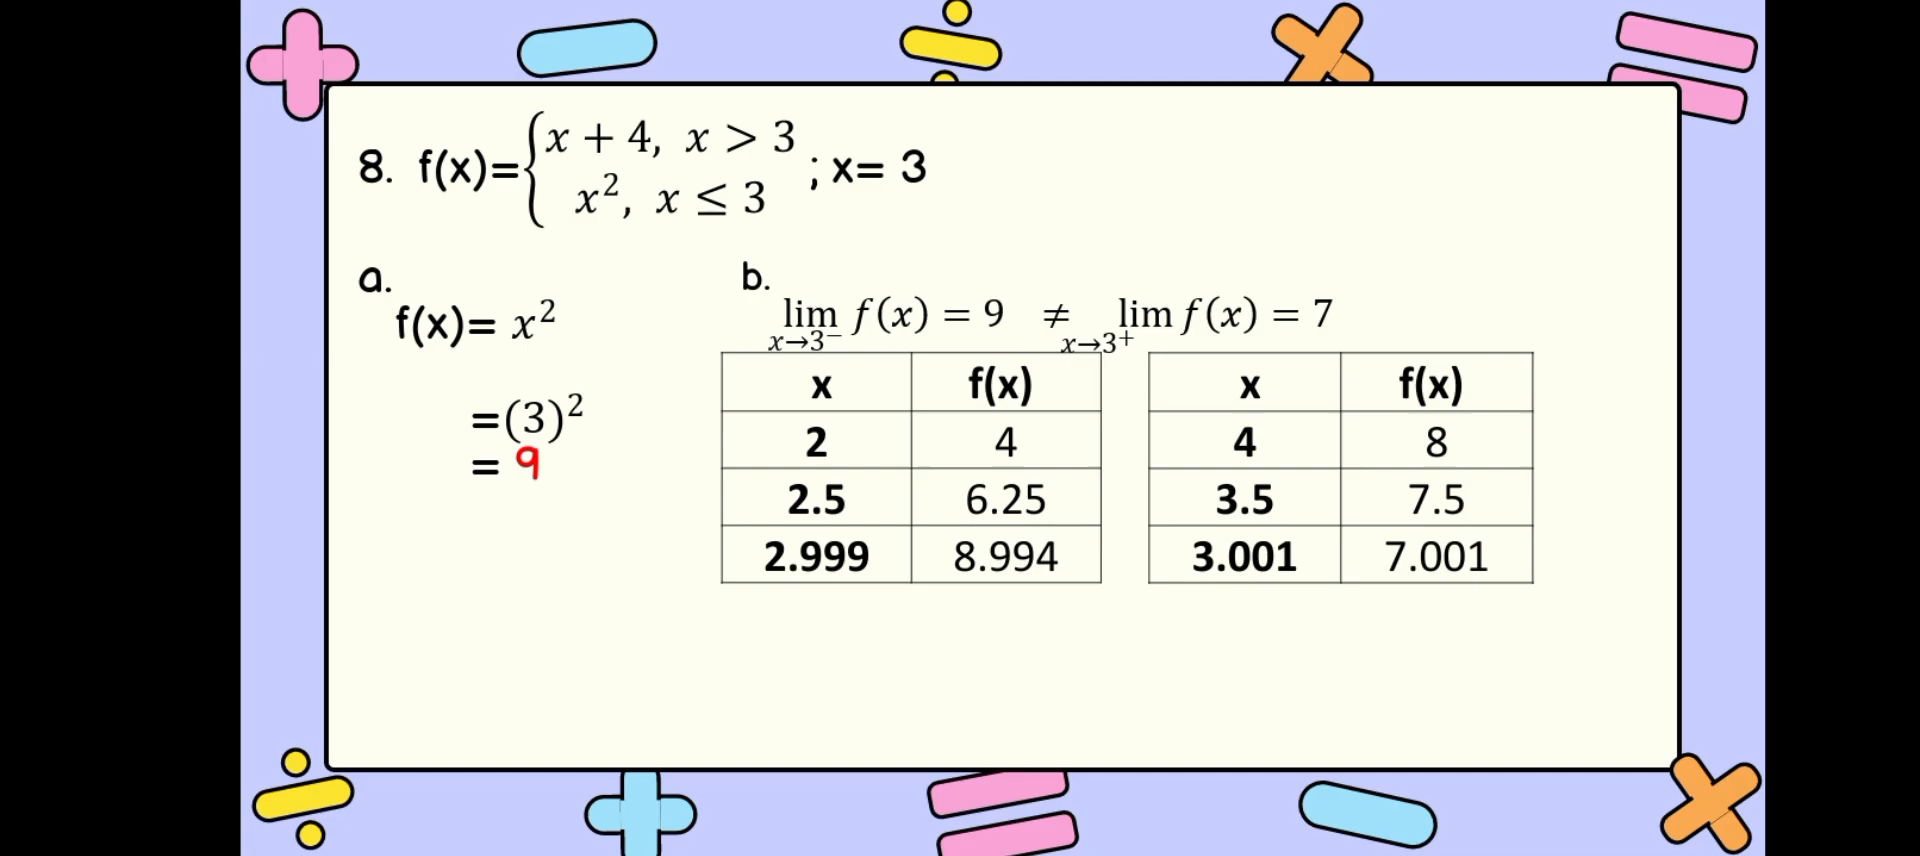 8. f(x)={x + 4, x > 3
x², x ≤ 3 ; x= 3
a.
f(x)= x²
=(3)²
= 9
b.
lim f(x) = 9 ≠ lim f(x) = 7
x→3⁻ x→3⁺
x f(x)
2 4
2.5 6.25
2.999 8.994
x f(x)
4 8
3.5 7.5
3.001 7.001